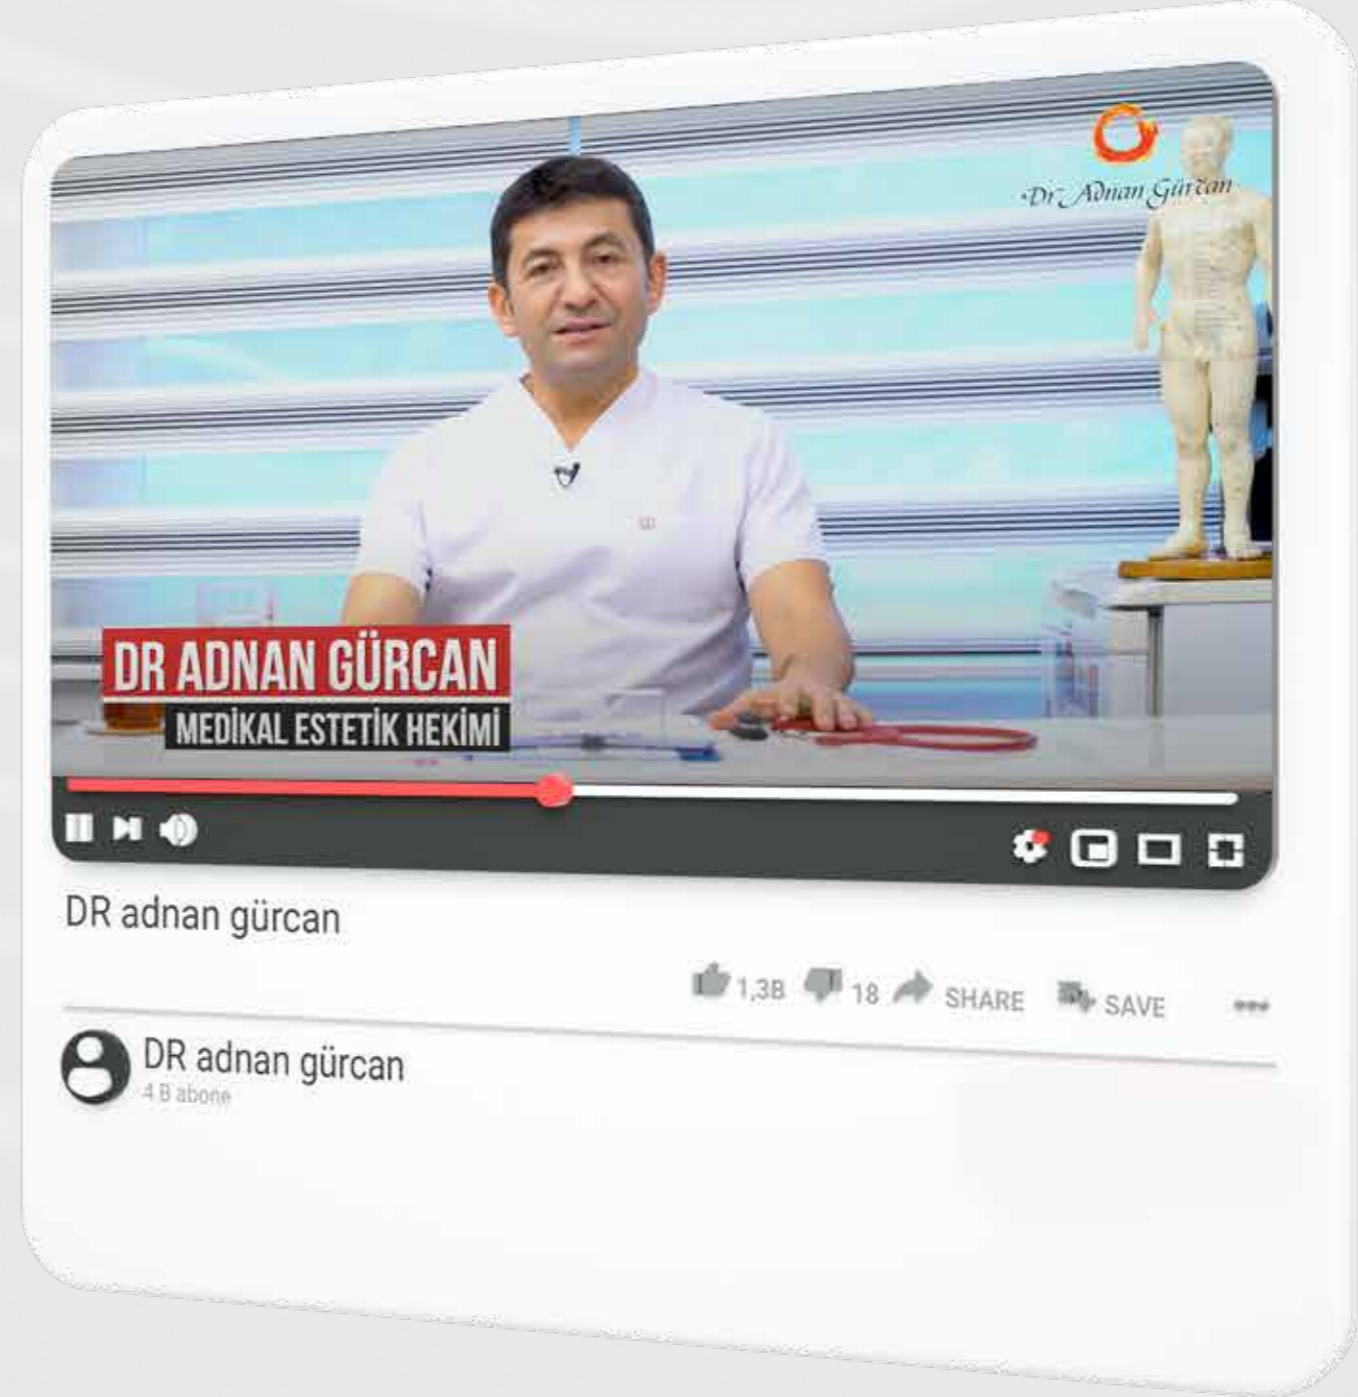 Dr. Adnan Gürcan
DR ADNAN GÜRCAN
MEDİKAL ESTETİK HEKİMİ
DR adnan gürcan
1,3B 18 SHARE SAVE
DR adnan gürcan
4 B abone